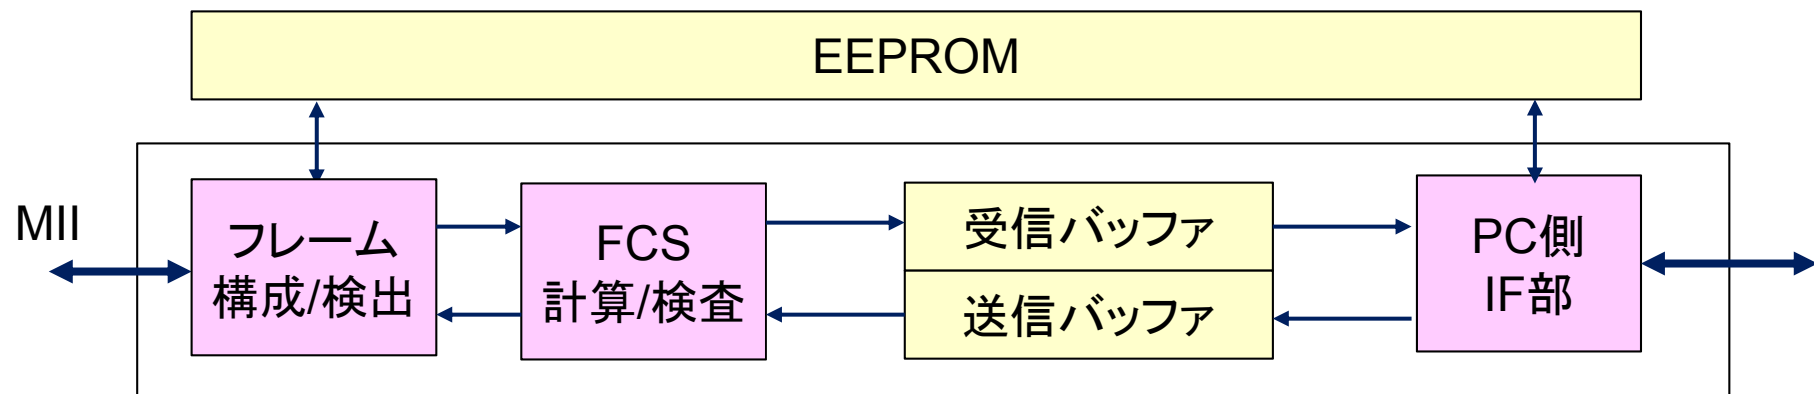 EEPROM
MII
フレーム
構成/検出
FCS
計算/検査
受信バッファ
送信バッファ
PC側
IF部